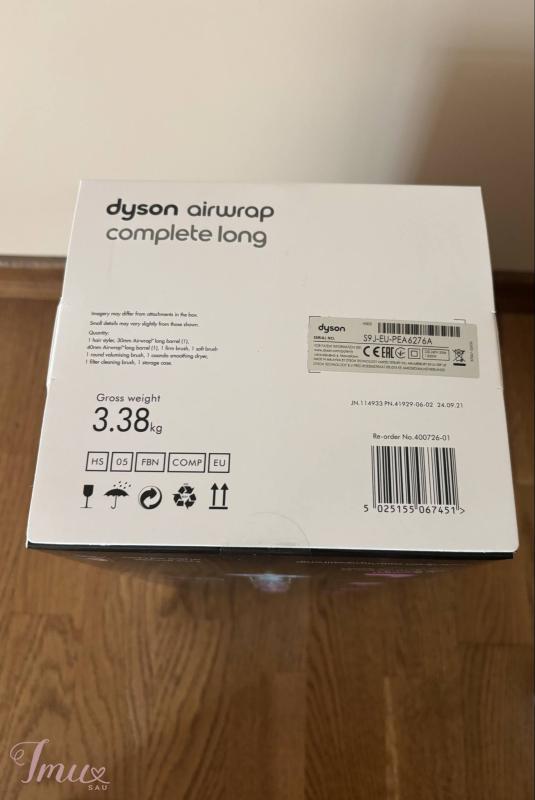 dyson airwrap
complete long
Imagery may differ from attachments in the box.
Small details may vary slightly from those shown.
Quantity:
1 hair styler, 30mm Airwrap™ long barrel (1),
40mm Airwrap™ long barrel (1), 1 firm brush, 1 soft brush
1 round volumising brush, 1 coanda smoothing dryer,
1 filter cleaning brush, 1 storage case.
dyson
SERIAL NO.
S9J-EU-PEA6276A
Gross weight
3.38kg
JN.114933 PN.41929-06-02 24.09.21
Re-order No.400726-01
HS 05 FBN COMP EU
5 025155 067451 >
Imux
SAU